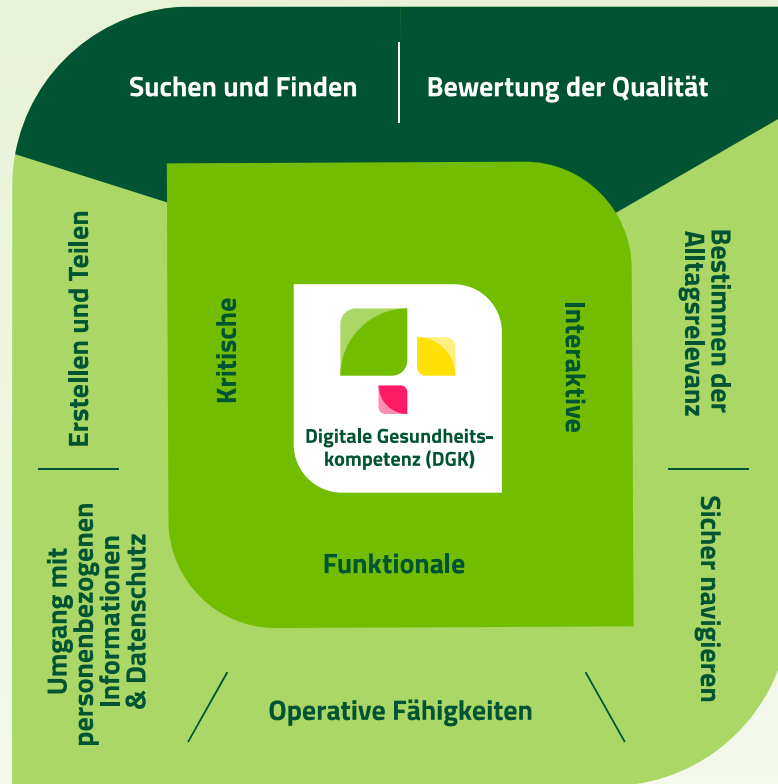 Suchen und Finden
Bewertung der Qualität
Erstellen und Teilen
Kritische
Interaktive
Bestimmen der
Alltagsrelevanz
Digitale Gesundheits-
kompetenz (DGK)
Umgang mit
personenbezogenen
Informationen
& Datenschutz
Funktionale
Sicher navigieren
Operative Fähigkeiten